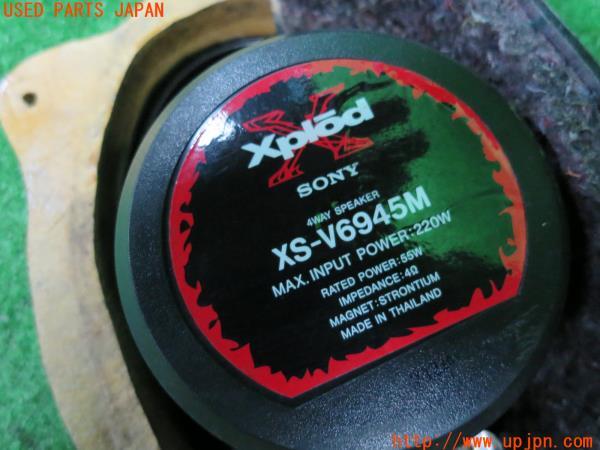 USED PARTS JAPAN
Xplōd
SONY
4WAY SPEAKER
XS-V6945M
MAX. INPUT POWER:220W
RATED POWER: 55W
IMPEDANCE: 4Ω
MAGNET: STRONTIUM
MADE IN THAILAND
http://www.upjpn.com/